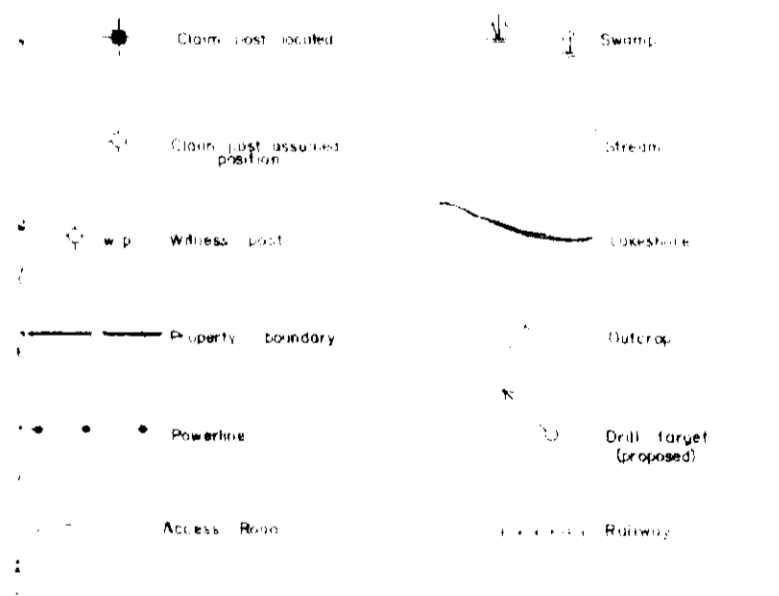 Claim post located
Claim post assumed
position
w p Witness post
Property boundary
Powerline
Access Road
Swamp
Stream
Lakeshore
Outcrop
Drill target
(proposed)
Railway